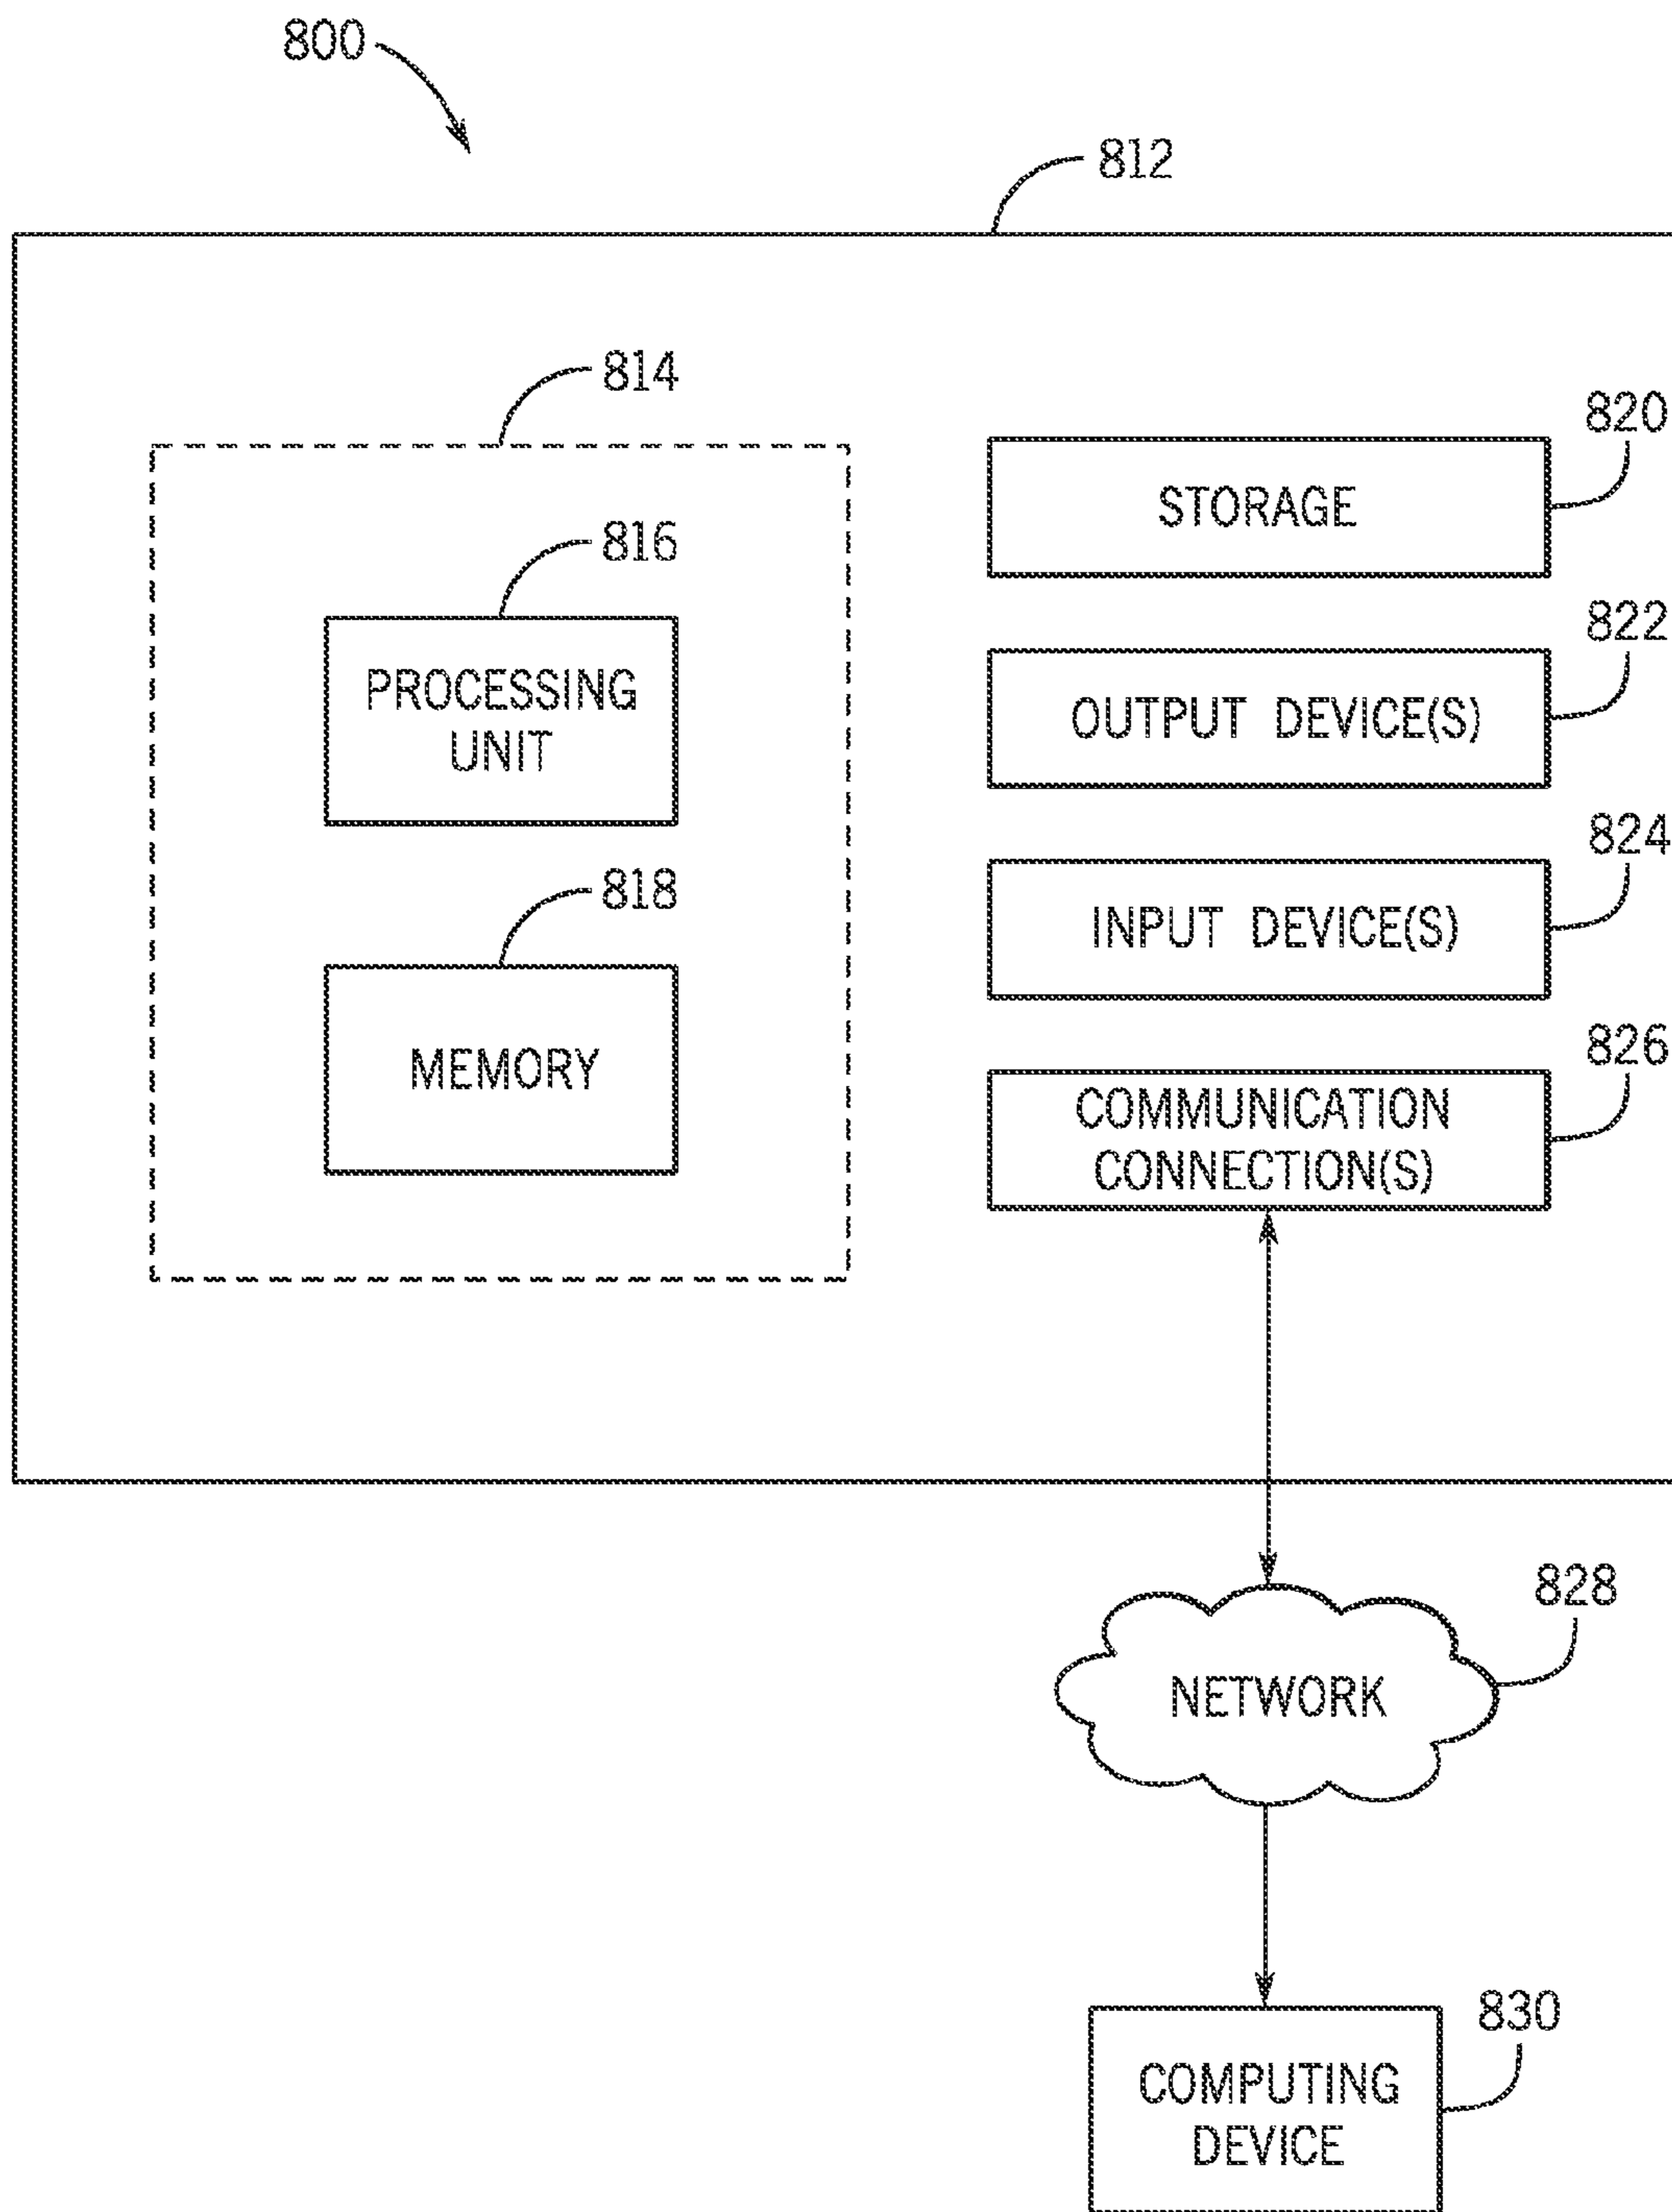 800
812
814
816
PROCESSING
UNIT
818
MEMORY
820
STORAGE
822
OUTPUT DEVICE(S)
824
INPUT DEVICE(S)
826
COMMUNICATION
CONNECTION(S)
828
NETWORK
830
COMPUTING
DEVICE